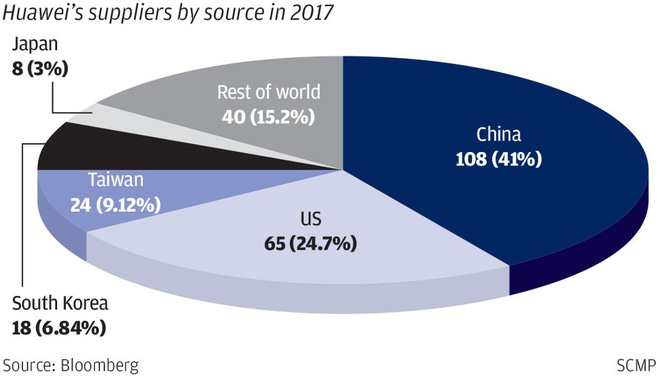 Huawei’s suppliers by source in 2017
Japan
8 (3%)
Rest of world
40 (15.2%)
China
108 (41%)
Taiwan
24 (9.12%)
US
65 (24.7%)
South Korea
18 (6.84%)
Source: Bloomberg
SCMP